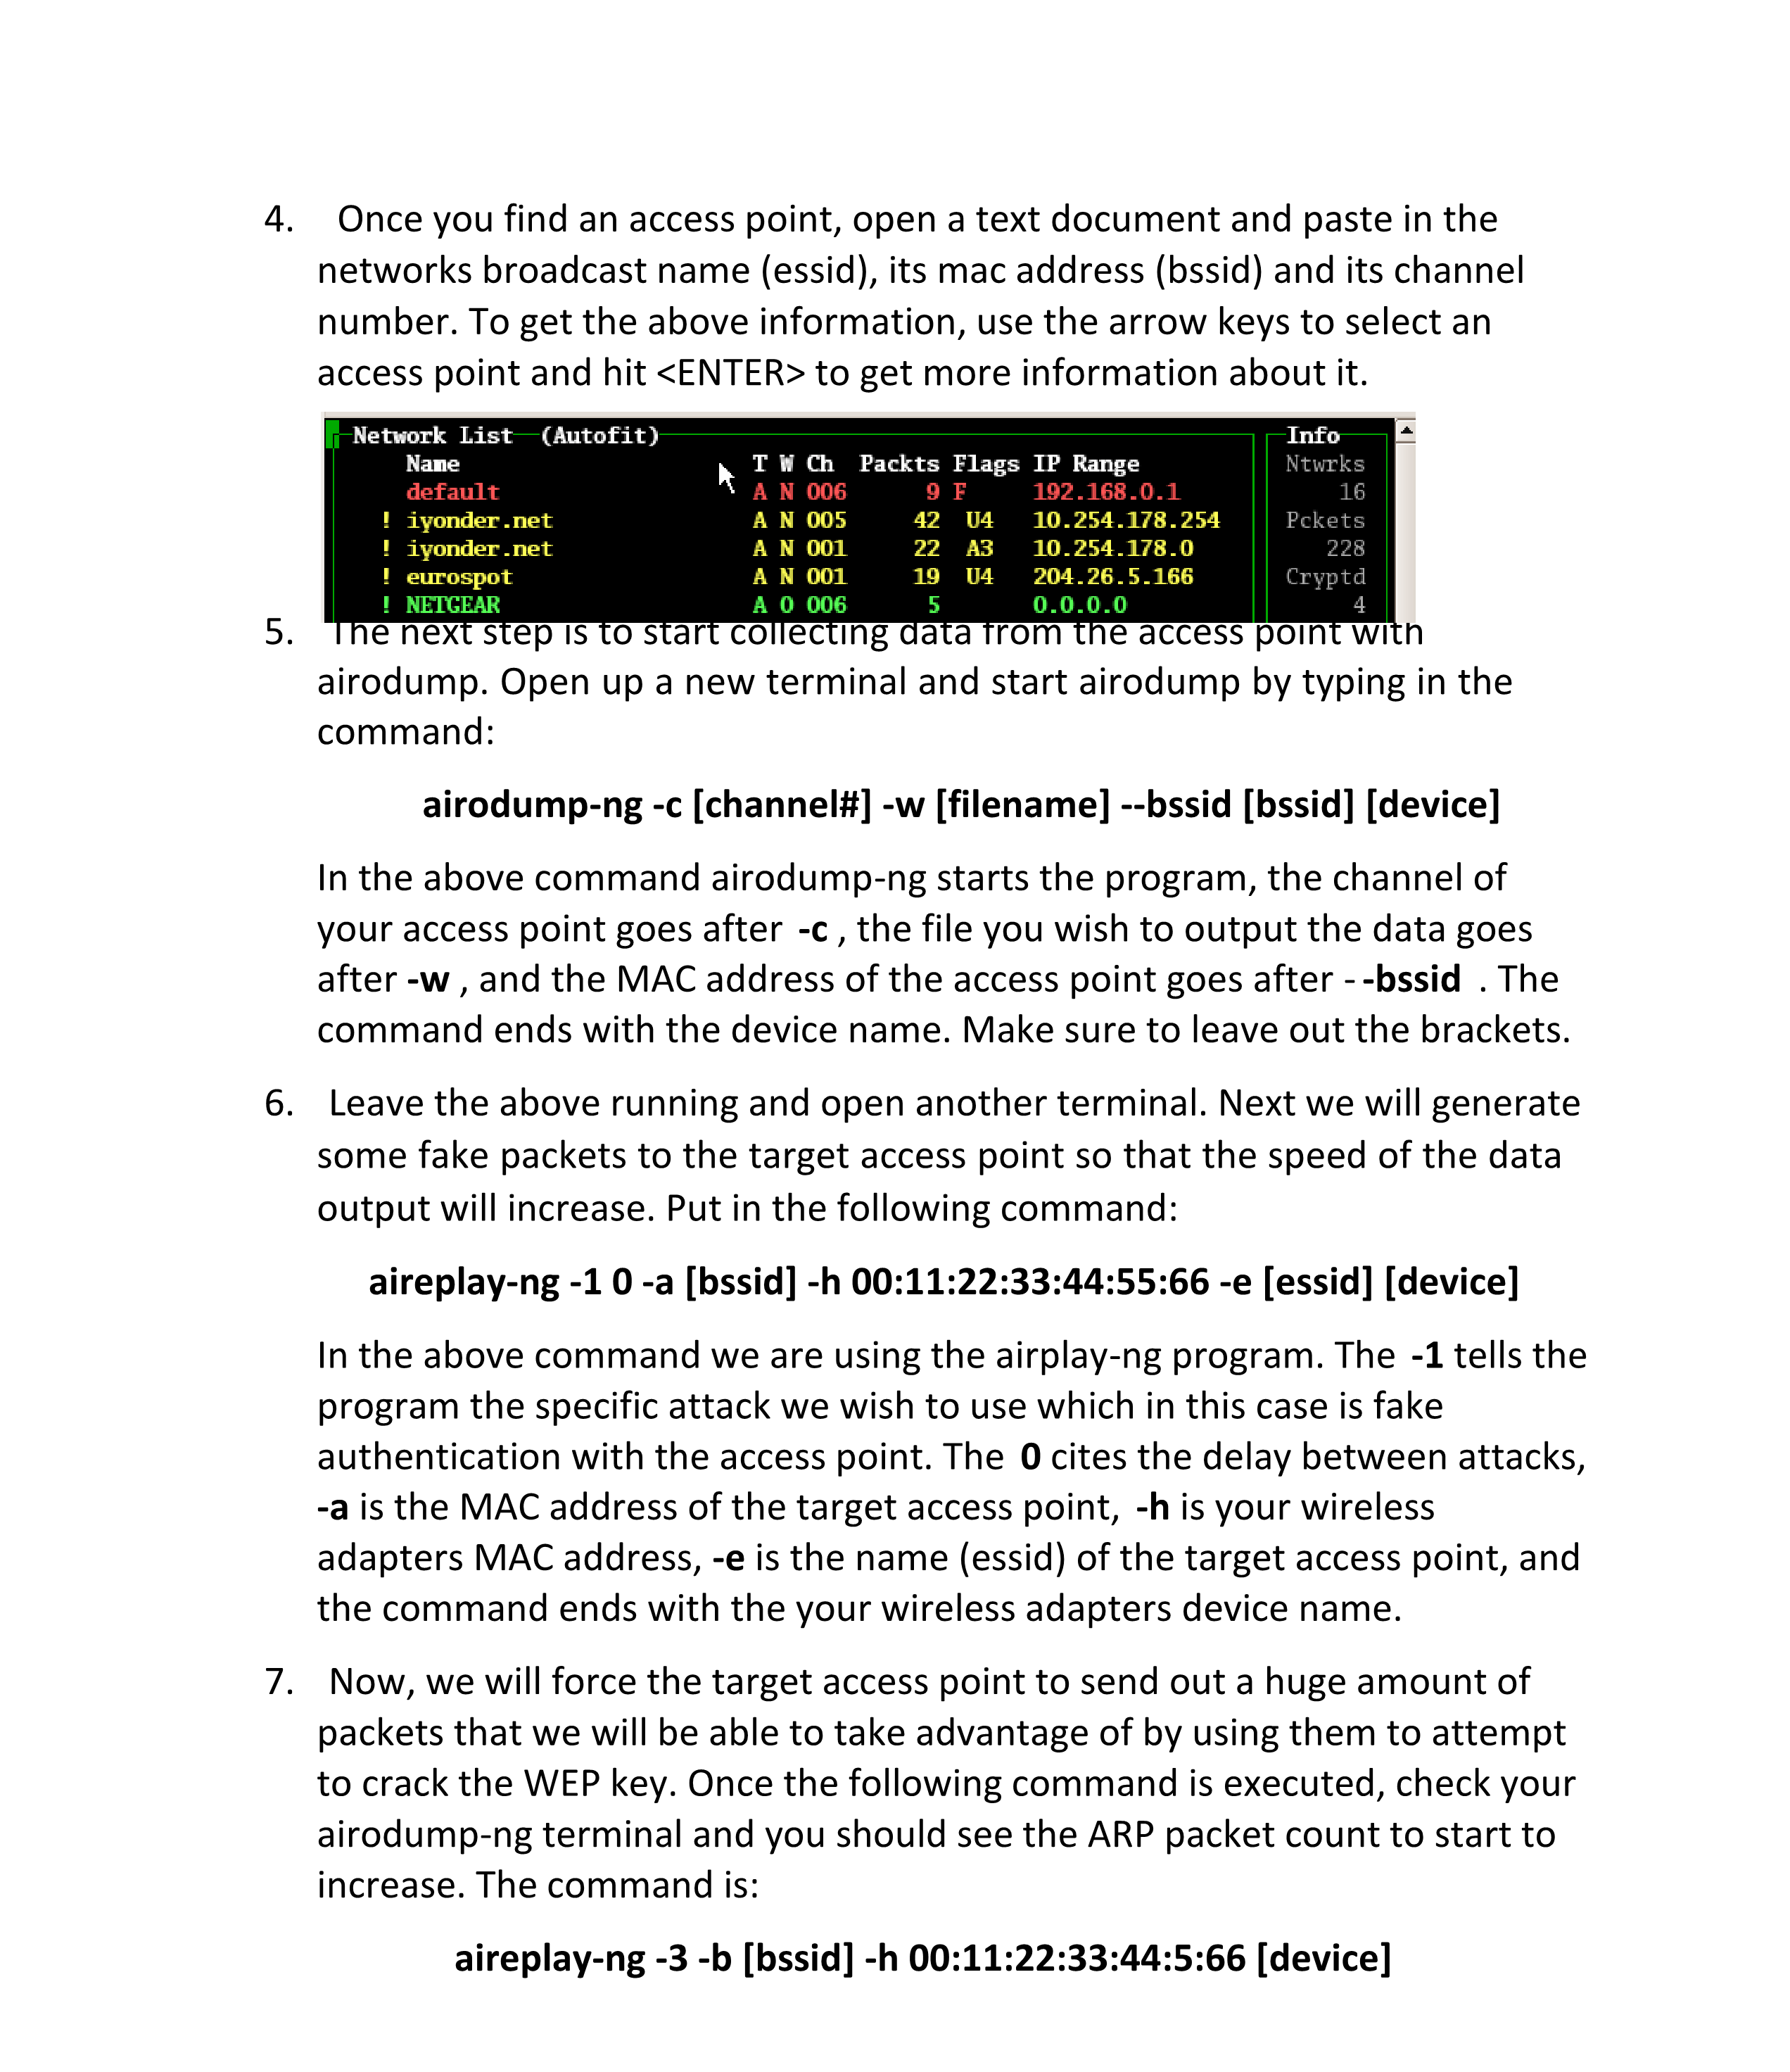 4. Once you find an access point, open a text document and paste in the
networks broadcast name (essid), its mac address (bssid) and its channel
number. To get the above information, use the arrow keys to select an
access point and hit <ENTER> to get more information about it.
Network List (Autofit) Info
Name T W Ch Packts Flags IP Range Ntwrks
default A N 006 9 F 192.168.0.1 16
! iyonder.net A N 005 42 U4 10.254.178.254 Pckets
! iyonder.net A N 001 22 A3 10.254.178.0 228
! eurospot A N 001 19 U4 204.26.5.166 Cryptd
! NETGEAR A O 006 5 0.0.0.0 4
5. The next step is to start collecting data from the access point with
airodump. Open up a new terminal and start airodump by typing in the
command:
airodump-ng -c [channel#] -w [filename] --bssid [bssid] [device]
In the above command airodump-ng starts the program, the channel of
your access point goes after -c , the file you wish to output the data goes
after -w , and the MAC address of the access point goes after --bssid . The
command ends with the device name. Make sure to leave out the brackets.
6. Leave the above running and open another terminal. Next we will generate
some fake packets to the target access point so that the speed of the data
output will increase. Put in the following command:
aireplay-ng -1 0 -a [bssid] -h 00:11:22:33:44:55:66 -e [essid] [device]
In the above command we are using the airplay-ng program. The -1 tells the
program the specific attack we wish to use which in this case is fake
authentication with the access point. The 0 cites the delay between attacks,
-a is the MAC address of the target access point, -h is your wireless
adapters MAC address, -e is the name (essid) of the target access point, and
the command ends with the your wireless adapters device name.
7. Now, we will force the target access point to send out a huge amount of
packets that we will be able to take advantage of by using them to attempt
to crack the WEP key. Once the following command is executed, check your
airodump-ng terminal and you should see the ARP packet count to start to
increase. The command is:
aireplay-ng -3 -b [bssid] -h 00:11:22:33:44:5:66 [device]